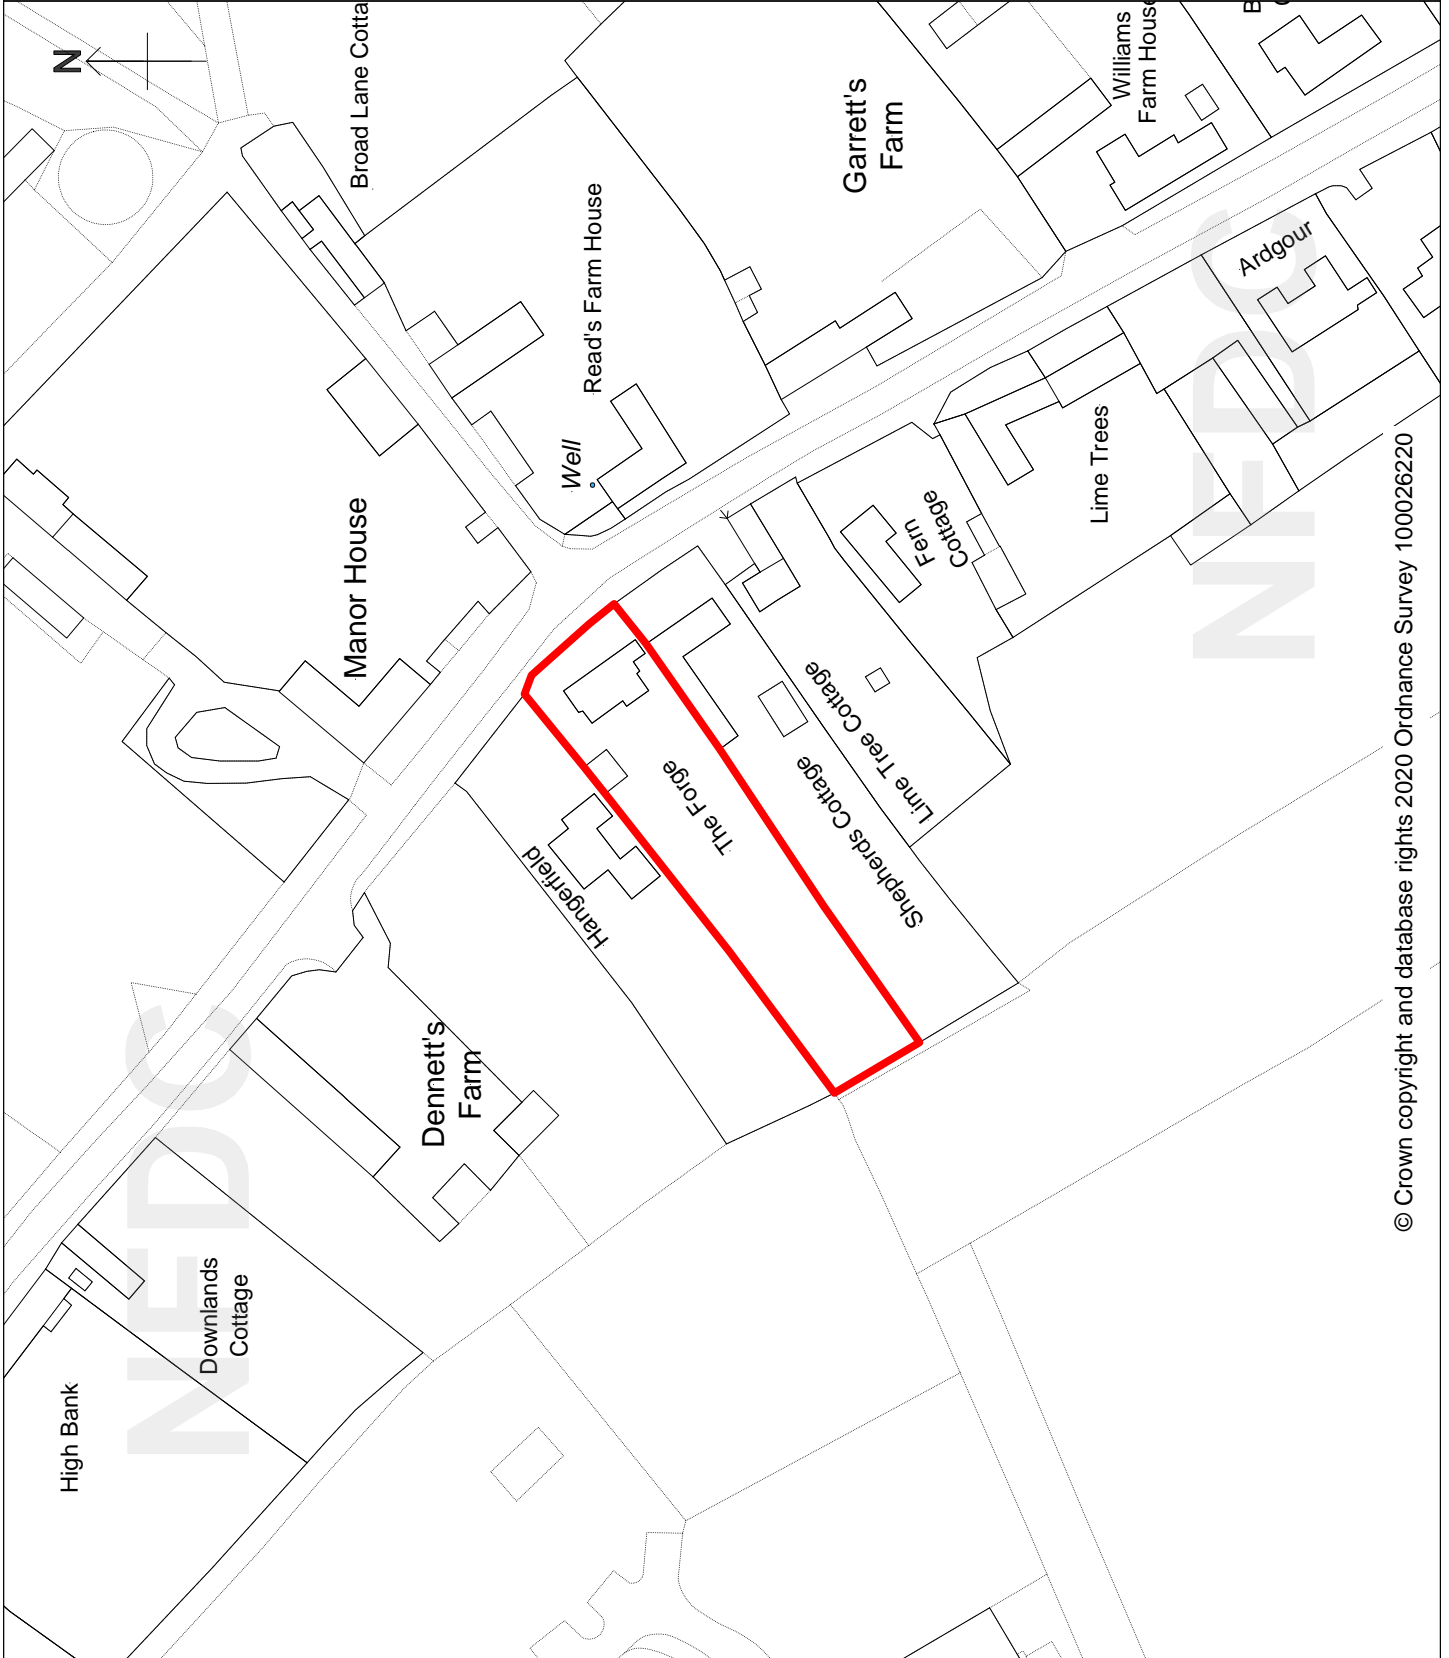 N
Broad Lane Cotta
Williams
Farm House
B
Garrett's
Farm
Read's Farm House
Ardgour
Well
Manor House
Lime Trees
Fern
Cottage
NFDC
The Forge
Lime Tree Cottage
Shepherds Cottage
Hangerfield
Dennett's
Farm
NFDC
Downlands
Cottage
High Bank
© Crown copyright and database rights 2020 Ordnance Survey 100026220